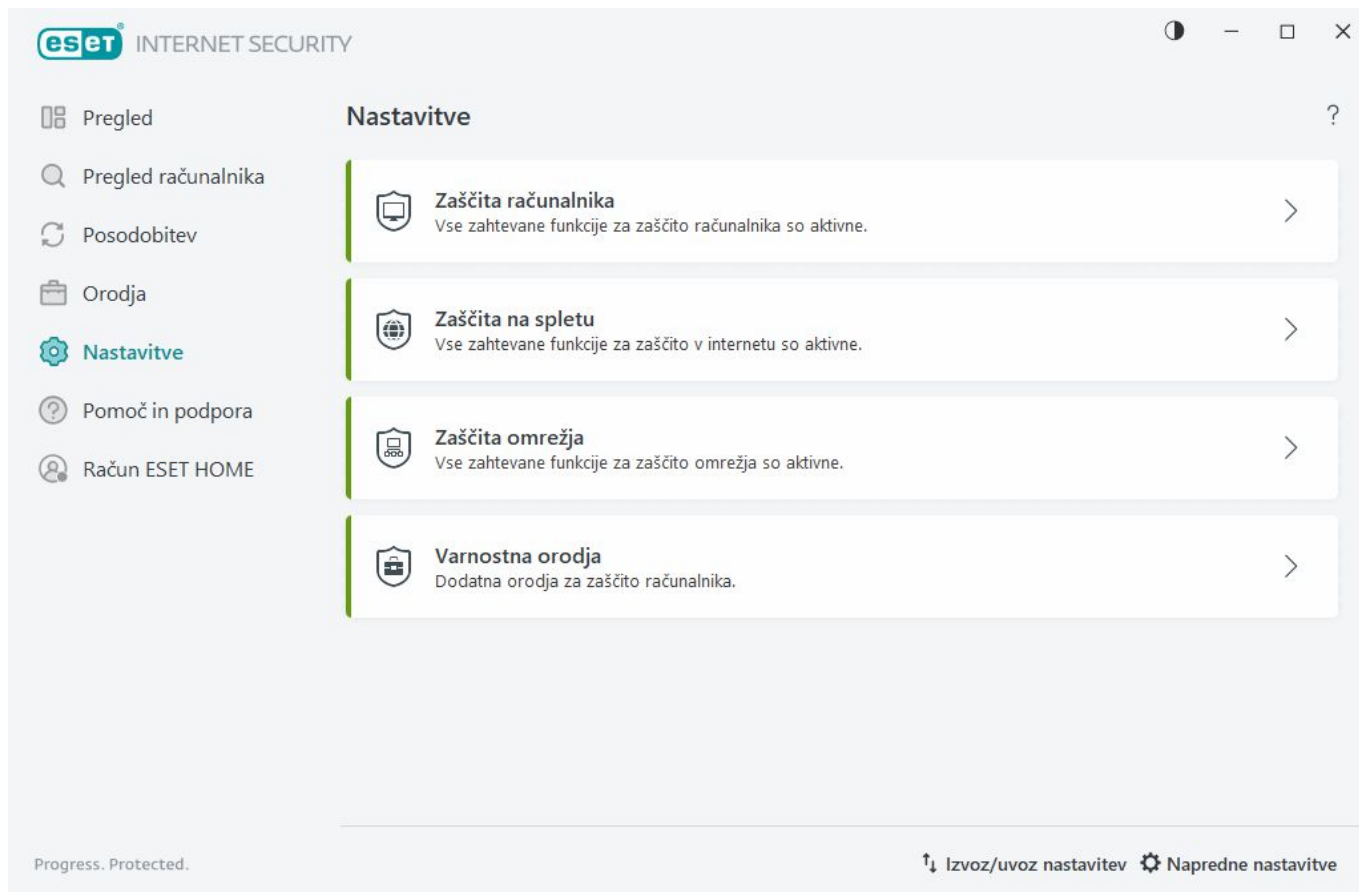 eseT® INTERNET SECURITY
Pregled
Pregled računalnika
Posodobitev
Orodja
Nastavitve
Pomoč in podpora
Račun ESET HOME
Nastavitve
?
Zaščita računalnika
Vse zahtevane funkcije za zaščito računalnika so aktivne.
Zaščita na spletu
Vse zahtevane funkcije za zaščito v internetu so aktivne.
Zaščita omrežja
Vse zahtevane funkcije za zaščito omrežja so aktivne.
Varnostna orodja
Dodatna orodja za zaščito računalnika.
Progress. Protected.
Izvoz/uvoz nastavitev Napredne nastavitve